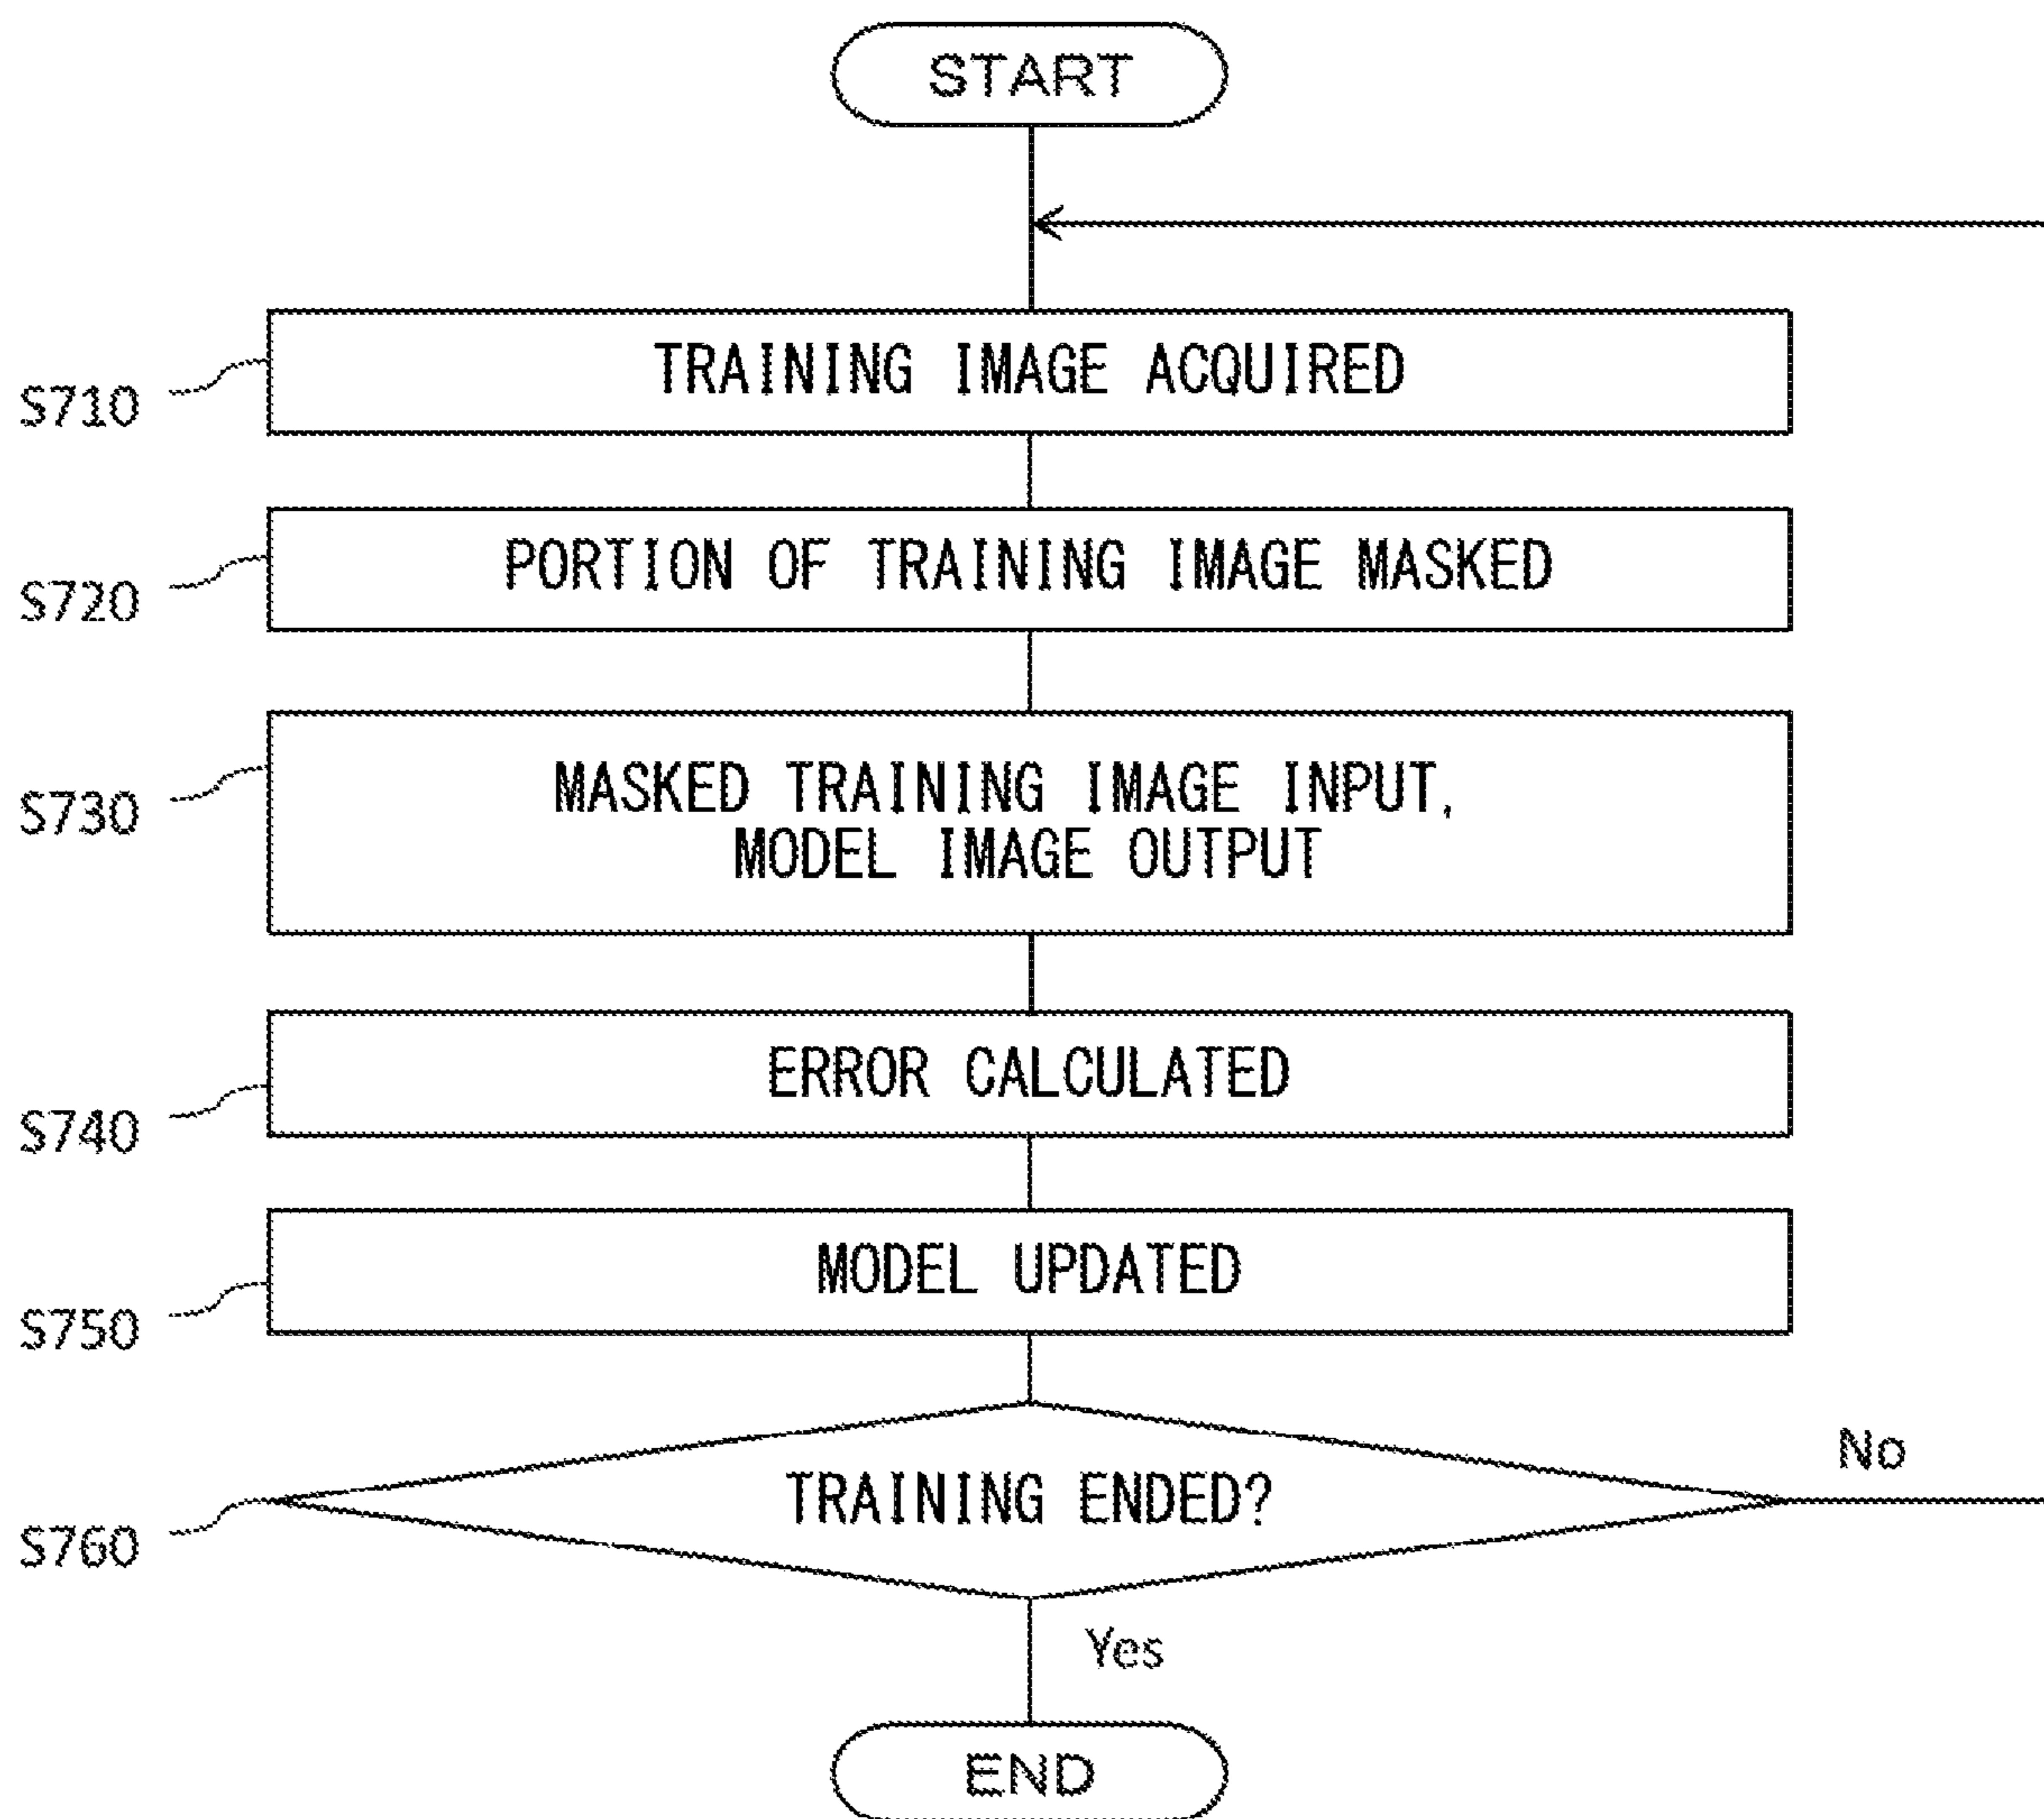 START
S710
TRAINING IMAGE ACQUIRED
S720
PORTION OF TRAINING IMAGE MASKED
S730
MASKED TRAINING IMAGE INPUT,
MODEL IMAGE OUTPUT
S740
ERROR CALCULATED
S750
MODEL UPDATED
S760
TRAINING ENDED?
No
Yes
END